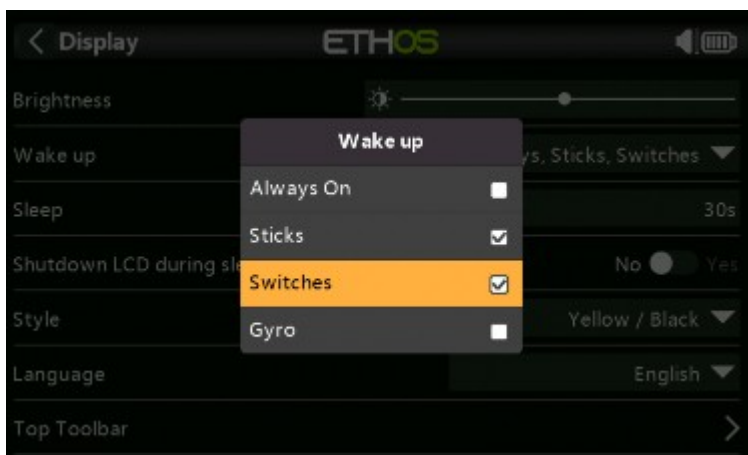 Display
ETHOS
Brightness
Wake up
ys, Sticks, Switches
Sleep
30s
Shutdown LCD during sle
No Yes
Style
Yellow / Black
Language
English
Top Toolbar
Wake up
Always On
Sticks
Switches
Gyro